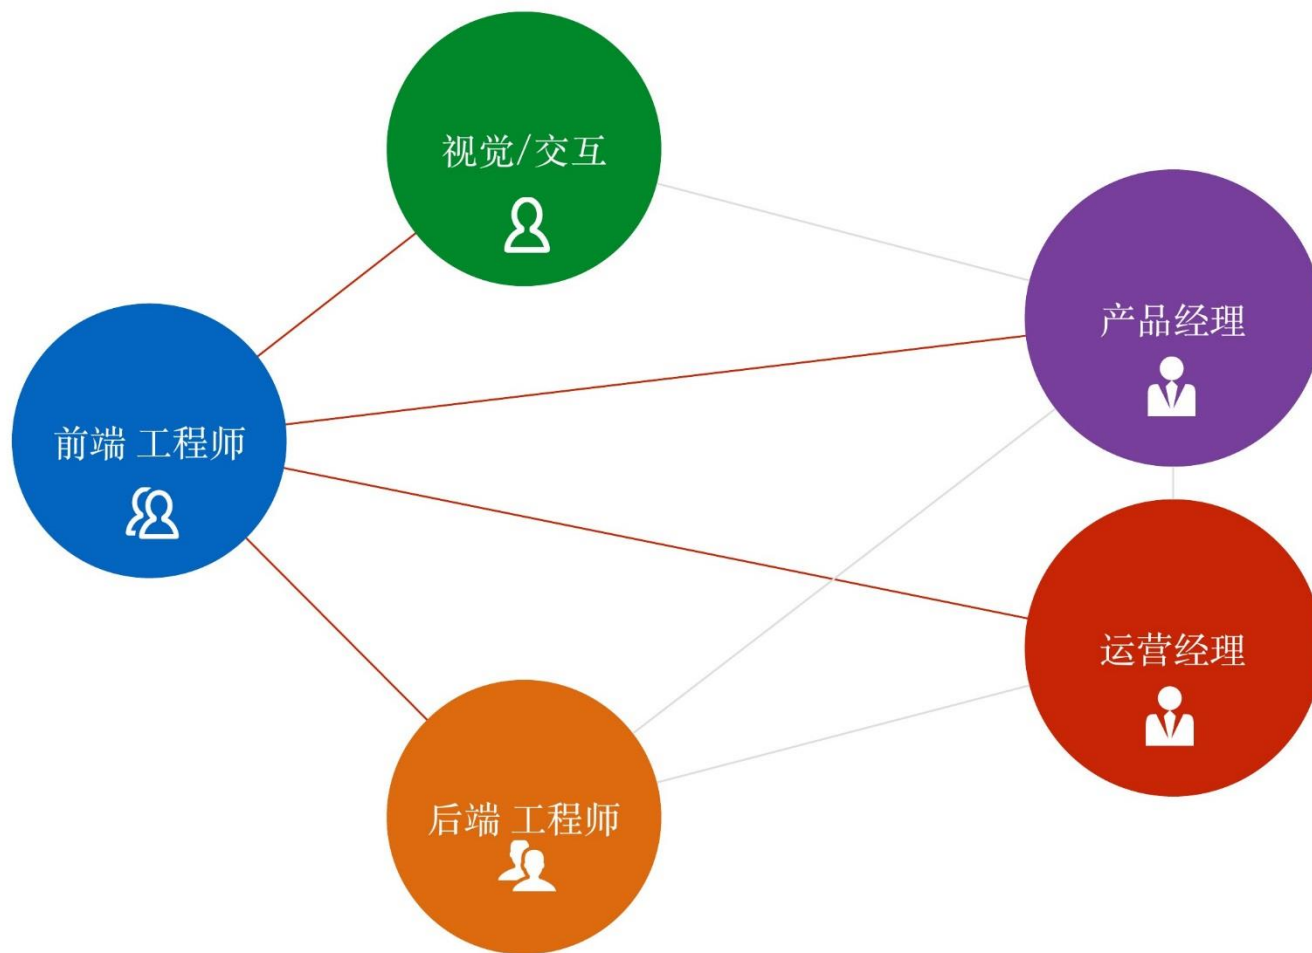 视觉/交互
产品经理
前端 工程师
运营经理
后端 工程师